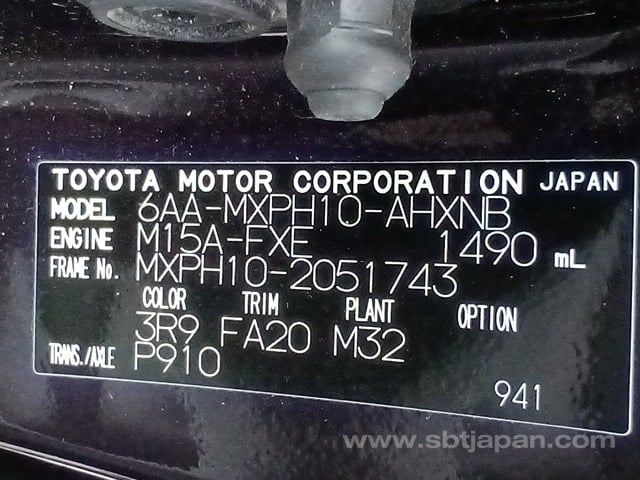 TOYOTA MOTOR CORPORATION JAPAN
MODEL 6AA-MXPH10-AHXNB
ENGINE M15A-FXE 1490 mL
FRAME No. MXPH10-2051743
COLOR TRIM PLANT OPTION
3R9 FA20 M32
TRANS./AXLE P910
941
www.sbtjapan.com